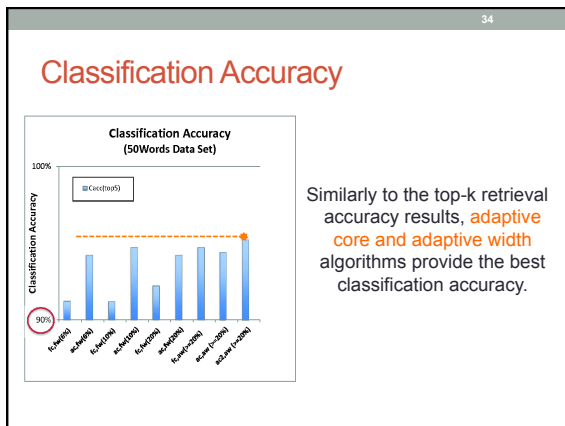 34
Classification Accuracy
Classification Accuracy
(50Words Data Set)
100%
Cacc(top5)
Classification Accuracy
90%
fc,fw(6%)
ac,fw(6%)
fc,fw(10%)
ac,fw(10%)
fc,fw(20%)
ac,fw(20%)
fc,aw(>=20%)
ac,aw (>=20%)
ac2,aw (>=20%)
Similarly to the top-k retrieval
accuracy results, adaptive
core and adaptive width
algorithms provide the best
classification accuracy.